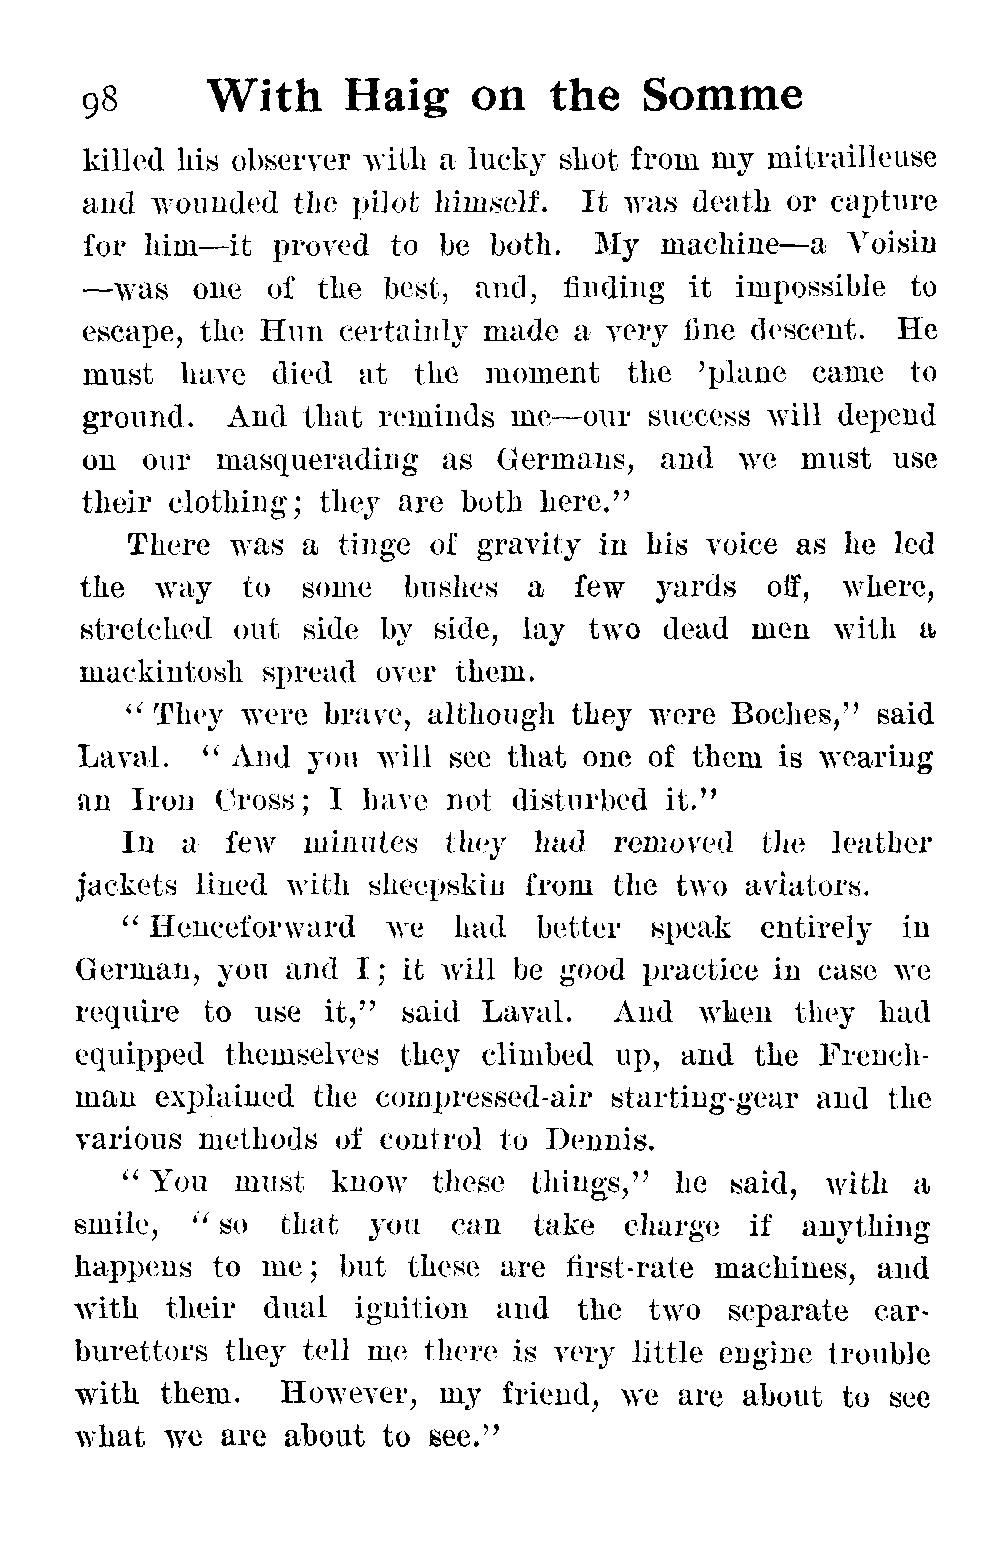 98 With Haig on the Somme
killed his observer with a lucky shot from my mitrailleuse
and wounded the pilot himself. It was death or capture
for him—it proved to be both. My machine—a Voisin
—was one of the best, and, finding it impossible to
escape, the Hun certainly made a very fine descent. He
must have died at the moment the ’plane came to
ground. And that reminds me—our success will depend
on our masquerading as Germans, and we must use
their clothing; they are both here.”
There was a tinge of gravity in his voice as he led
the way to some bushes a few yards off, where,
stretched out side by side, lay two dead men with a
mackintosh spread over them.
“They were brave, although they were Boches,” said
Laval. “And you will see that one of them is wearing
an Iron Cross; I have not disturbed it.”
In a few minutes they had removed the leather
jackets lined with sheepskin from the two aviators.
“Henceforward we had better speak entirely in
German, you and I; it will be good practice in case we
require to use it,” said Laval. And when they had
equipped themselves they climbed up, and the French-
man explained the compressed-air starting-gear and the
various methods of control to Dennis.
“You must know these things,” he said, with a
smile, “so that you can take charge if anything
happens to me; but these are first-rate machines, and
with their dual ignition and the two separate car-
burettors they tell me there is very little engine trouble
with them. However, my friend, we are about to see
what we are about to see.”